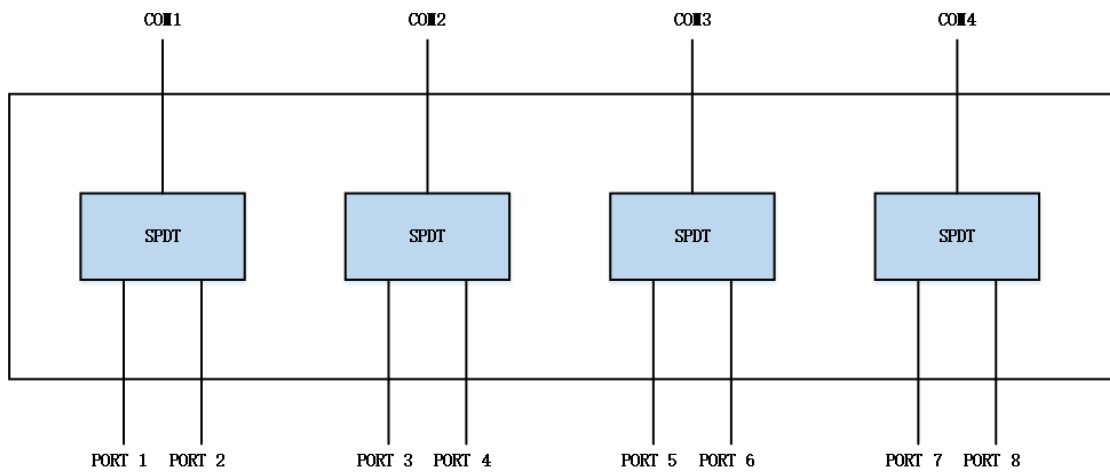 COM1 COM2 COM3 COM4
SPDT SPDT SPDT SPDT
PORT 1 PORT 2 PORT 3 PORT 4 PORT 5 PORT 6 PORT 7 PORT 8